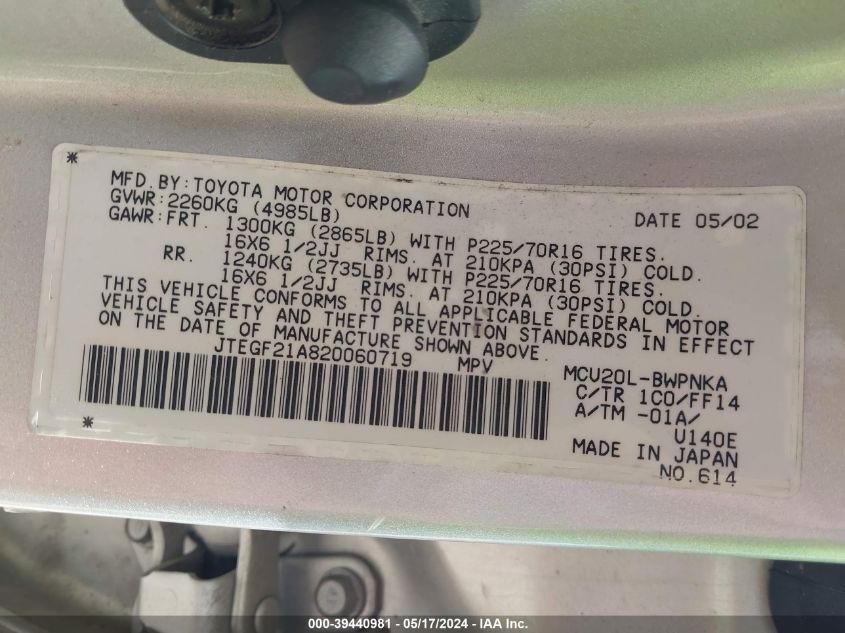 *
MFD. BY: TOYOTA MOTOR CORPORATION
DATE 05/02
GVWR: 2260KG (4985LB)
GAWR: FRT. 1300KG (2865LB) WITH P225/70R16 TIRES.
16X6 1/2JJ RIMS. AT 210KPA (30PSI) COLD.
RR. 1240KG (2735LB) WITH P225/70R16 TIRES.
16X6 1/2JJ RIMS. AT 210KPA (30PSI) COLD.
THIS VEHICLE CONFORMS TO ALL APPLICABLE FEDERAL MOTOR
VEHICLE SAFETY AND THEFT PREVENTION STANDARDS IN EFFECT
ON THE DATE OF MANUFACTURE SHOWN ABOVE.
JTEGF21A820060719 MPV
MCU20L-BWPNKA
C/TR 1C0/FF14
A/TM -01A/
U140E
MADE IN JAPAN
NO.614
*
000-39440981 / 05/17/2024 - IAA Inc.